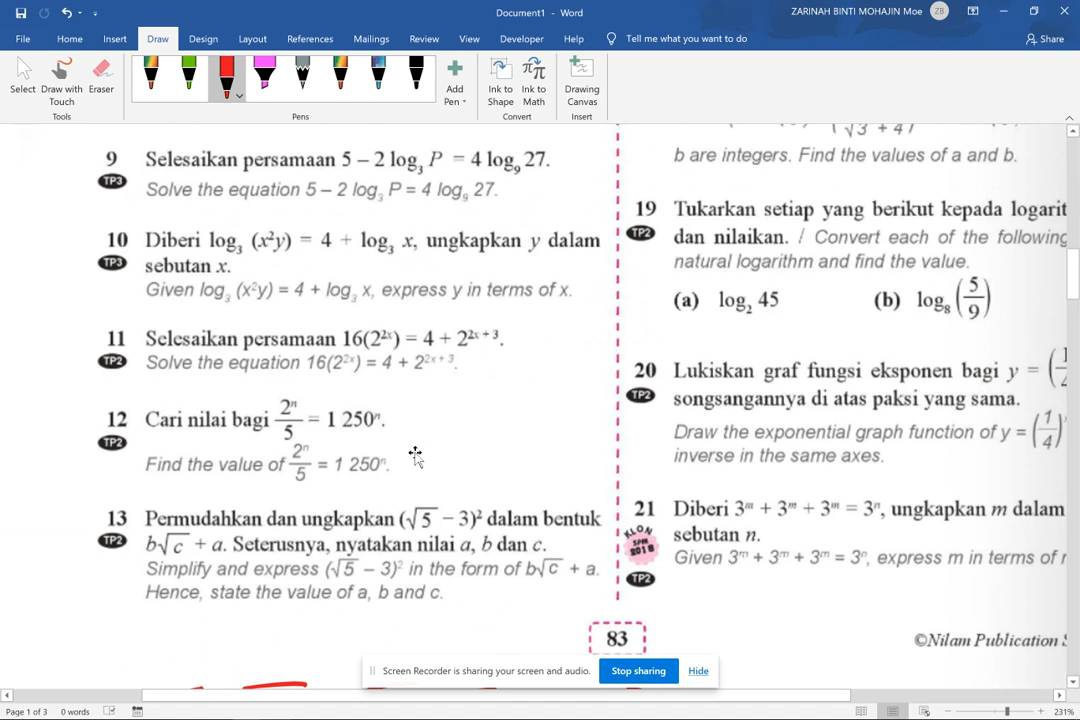 Document1 - Word
ZARINAH BINTI MOHAJIN Moe ZB
File Home Insert Draw Design Layout References Mailings Review View Developer Help Tell me what you want to do Share
Select Draw with Touch Eraser Add Pen Ink to Shape Ink to Math Drawing Canvas
Tools Pens Convert Insert
9 Selesaikan persamaan 5 – 2 log₃ P = 4 log₉ 27.
TP3 Solve the equation 5 – 2 log₃ P = 4 log₉ 27.
10 Diberi log₃ (x²y) = 4 + log₃ x, ungkapkan y dalam
TP3 sebutan x.
Given log₃ (x²y) = 4 + log₃ x, express y in terms of x.
11 Selesaikan persamaan 16(2²ˣ) = 4 + 2²ˣ⁺³.
TP2 Solve the equation 16(2²ˣ) = 4 + 2²ˣ⁺³.
12 Cari nilai bagi 2ⁿ/5 = 1 250ⁿ.
TP2
Find the value of 2ⁿ/5 = 1 250ⁿ.
13 Permudahkan dan ungkapkan (√5 – 3)² dalam bentuk
TP2 b√c + a. Seterusnya, nyatakan nilai a, b dan c.
Simplify and express (√5 – 3)² in the form of b√c + a.
Hence, state the value of a, b and c.
b are integers. Find the values of a and b.
19 Tukarkan setiap yang berikut kepada logarit
TP2 dan nilaikan. / Convert each of the following
natural logarithm and find the value.
(a) log₂ 45 (b) log₈ (5/9)
20 Lukiskan graf fungsi eksponen bagi y = (
TP2 songsangannya di atas paksi yang sama.
Draw the exponential graph function of y = (1/4)
inverse in the same axes.
21 Diberi 3ᵐ + 3ᵐ + 3ᵐ = 3ⁿ, ungkapkan m dalam
KLON SPM 2018 sebutan n.
Given 3ᵐ + 3ᵐ + 3ᵐ = 3ⁿ, express m in terms of
TP2
83
©Nilam Publication
Screen Recorder is sharing your screen and audio. Stop sharing Hide
Page 1 of 3 0 words 231%